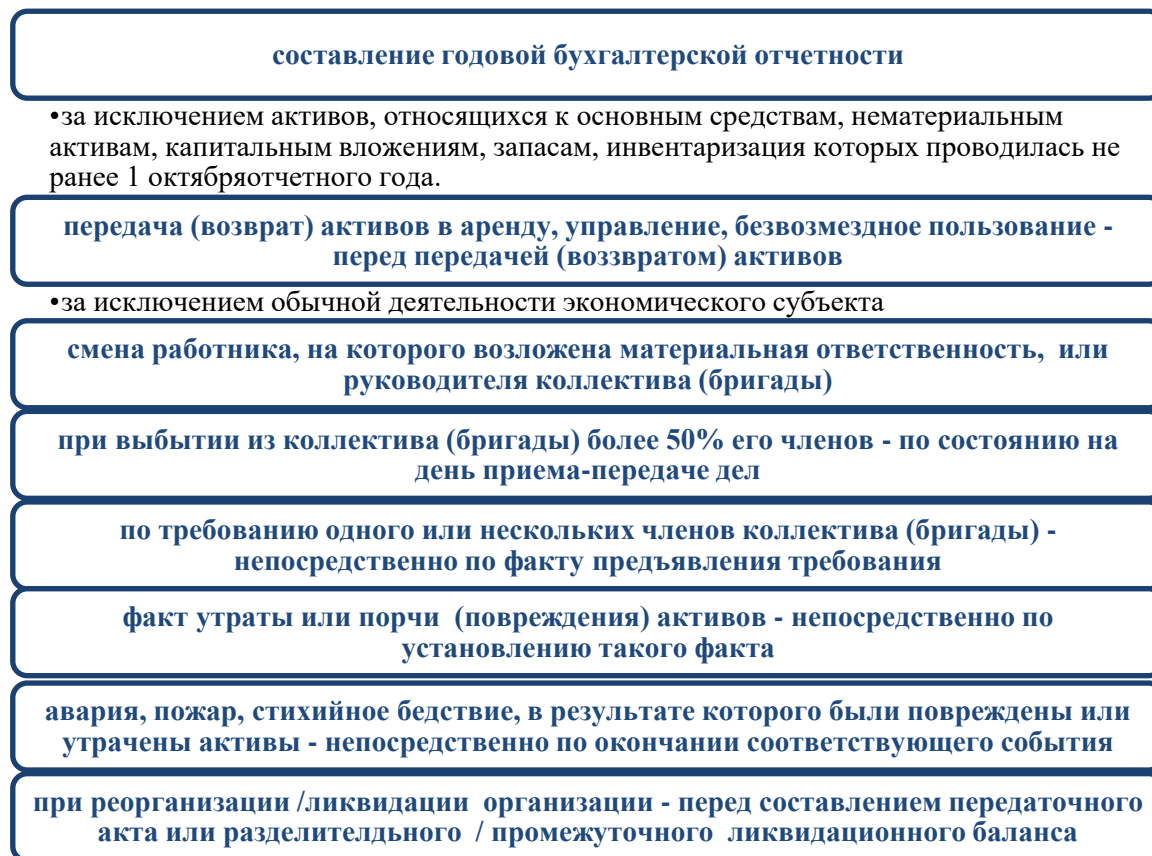 составление годовой бухгалтерской отчетности
•за исключением активов, относящихся к основным средствам, нематериальным
активам, капитальным вложениям, запасам, инвентаризация которых проводилась не
ранее 1 октябряотчетного года.
передача (возврат) активов в аренду, управление, безвозмездное пользование -
перед передачей (воззвратом) активов
•за исключением обычной деятельности экономического субъекта
смена работника, на которого возложена материальная ответственность, или
руководителя коллектива (бригады)
при выбытии из коллектива (бригады) более 50% его членов - по состоянию на
день приема-передаче дел
по требованию одного или нескольких членов коллектива (бригады) -
непосредственно по факту предъявления требования
факт утраты или порчи (повреждения) активов - непосредственно по
установлению такого факта
авария, пожар, стихийное бедствие, в результате которого были повреждены или
утрачены активы - непосредственно по окончании соответствующего события
при реорганизации /ликвидации организации - перед составлением передаточного
акта или разделителдьного / промежуточного ликвидационного баланса